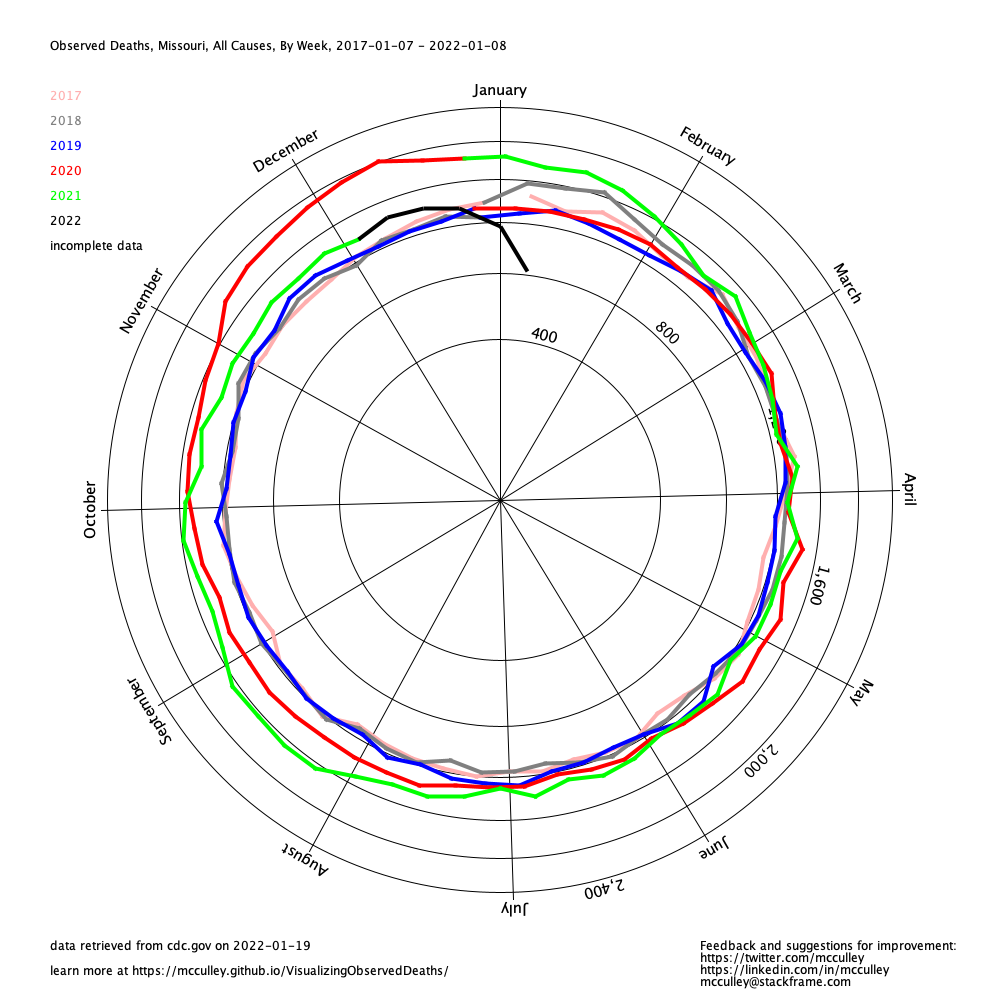 Observed Deaths, Missouri, All Causes, By Week, 2017-01-07 - 2022-01-08
2017
2018
2019
2020
2021
2022
incomplete data
January
February
March
April
May
June
July
August
September
October
November
December
400
800
1,600
2,000
2,400
data retrieved from cdc.gov on 2022-01-19
learn more at https://mcculley.github.io/VisualizingObservedDeaths/
Feedback and suggestions for improvement:
https://twitter.com/mcculley
https://linkedin.com/in/mcculley
mcculley@stackframe.com